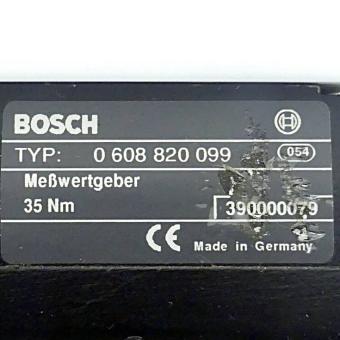 BOSCH
TYP: 0 608 820 099 054
Meßwertgeber
35 Nm 390000079
CE Made in Germany